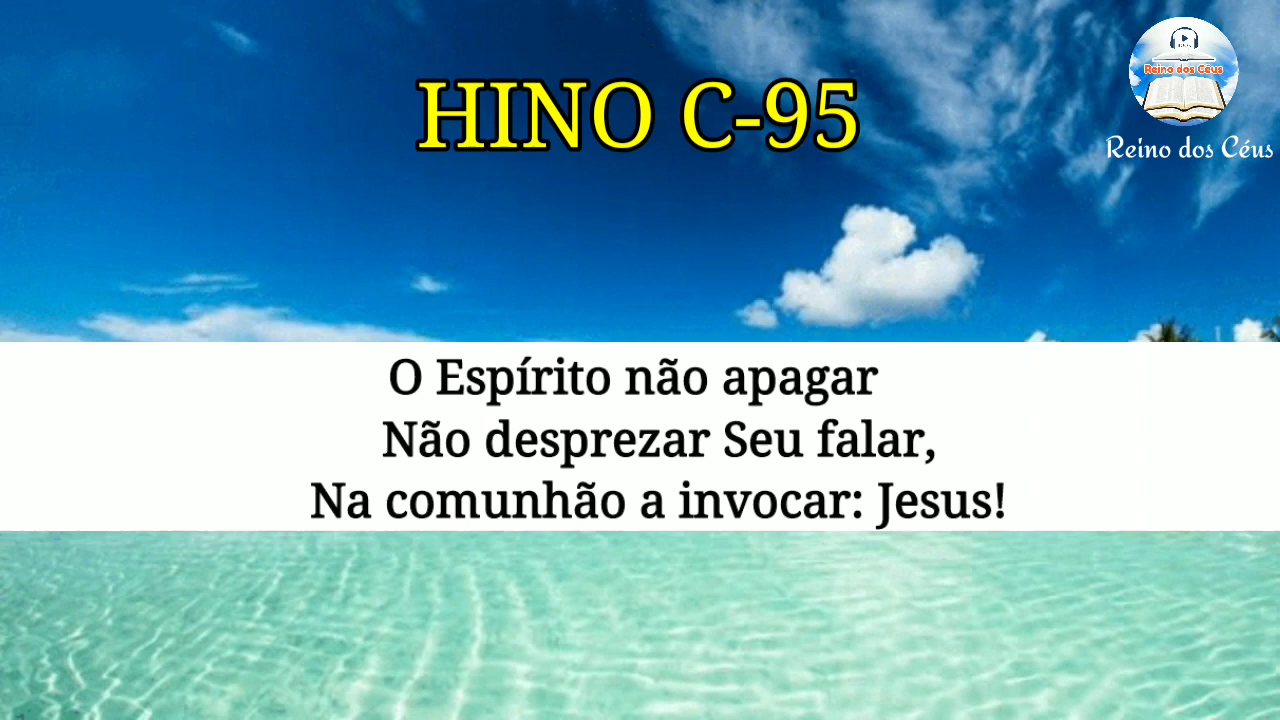 HINO C-95
Reino dos Céus
Reino dos Céus
O Espírito não apagar
Não desprezar Seu falar,
Na comunhão a invocar: Jesus!